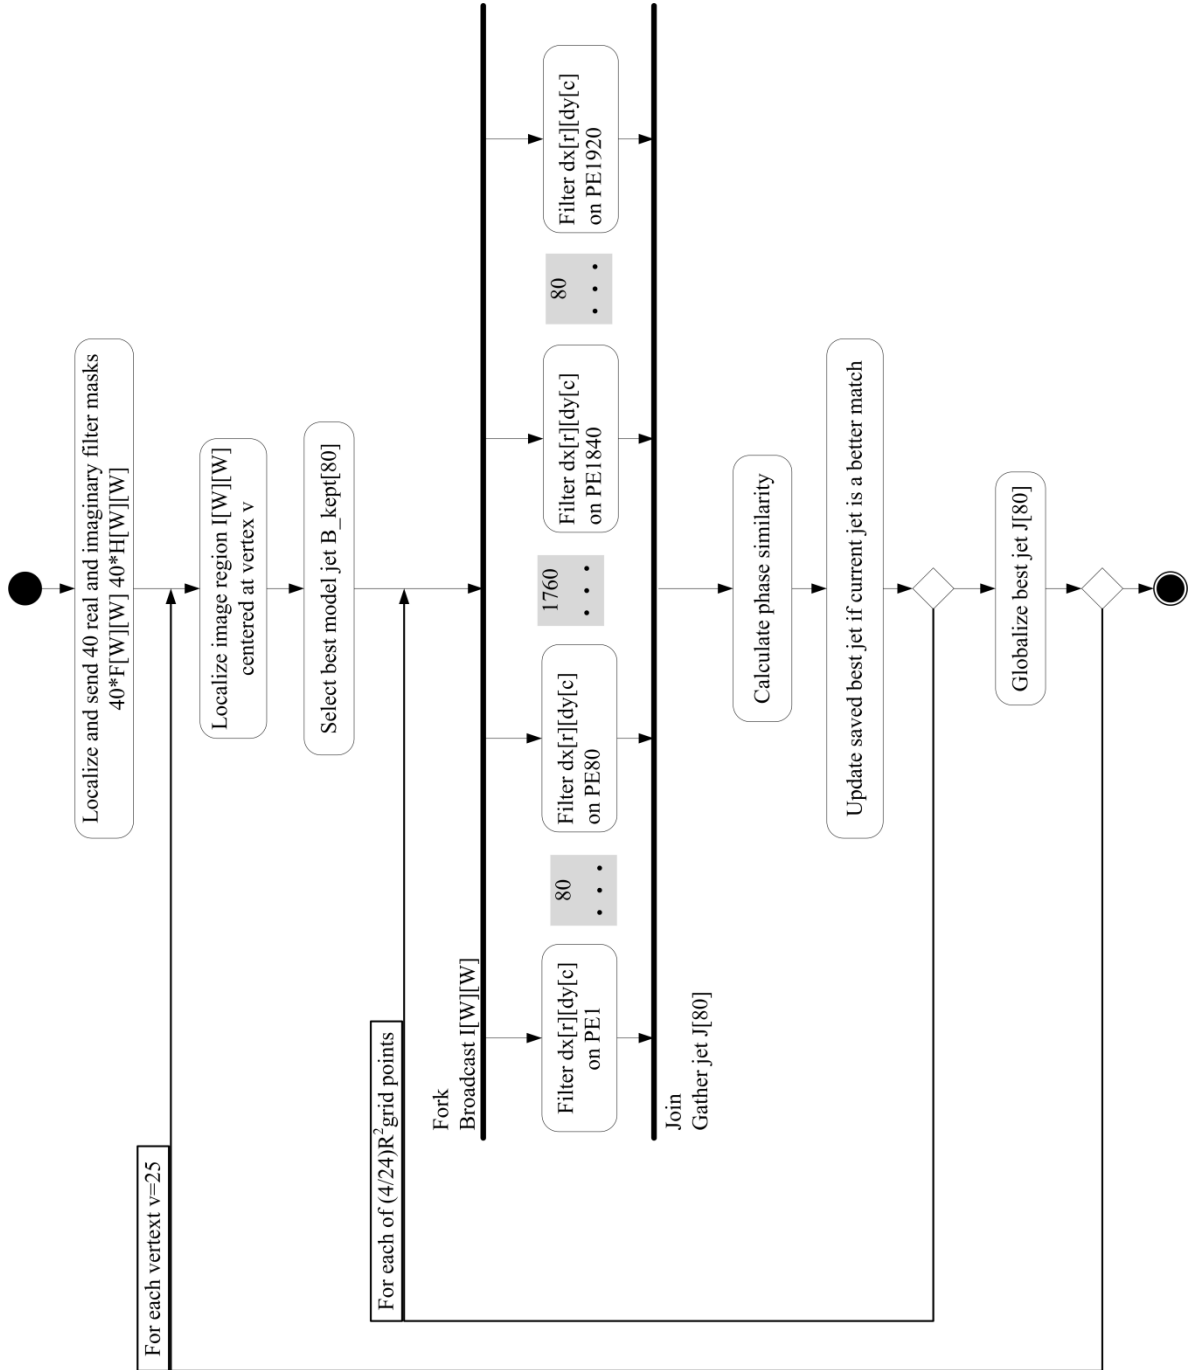 Localize and send 40 real and imaginary filter masks
40*F[W][W] 40*H[W][W]
For each vertext v=25
Localize image region I[W][W]
centered at vertex v
Select best model jet B_kept[80]
For each of (4/24)R² grid points
Fork
Broadcast I[W][W]
Filter dx[r][dy[c]
on PE1
80
. . .
Filter dx[r][dy[c]
on PE80
1760
. . .
Filter dx[r][dy[c]
on PE1840
80
. . .
Filter dx[r][dy[c]
on PE1920
Join
Gather jet J[80]
Calculate phase similarity
Update saved best jet if current jet is a better match
Globalize best jet J[80]